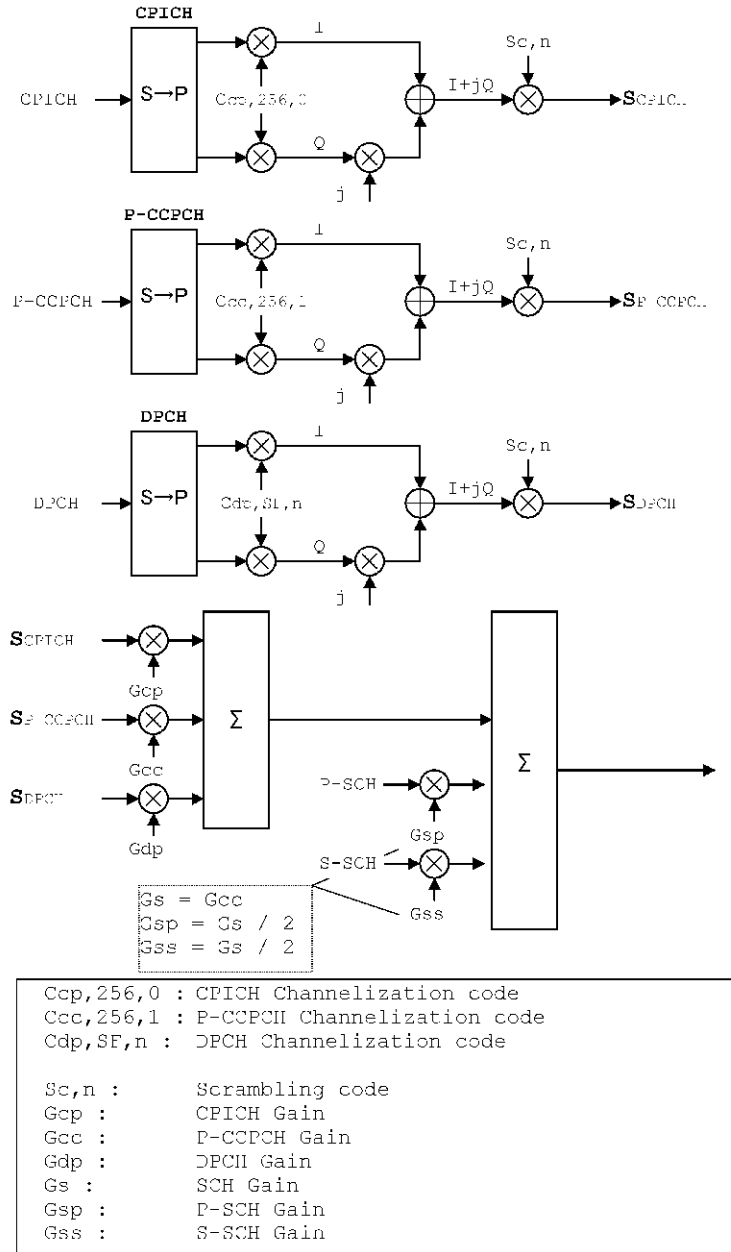 CPICH
I
Sc,n
CPICH
S→P
Ccp,256,0
I+jQ
SCPICH
Q
j
P-CCPCH
I
Sc,n
P-CCPCH
S→P
Ccc,256,1
I+jQ
SP CCPCH
Q
j
DPCH
I
Sc,n
DPCH
S→P
Cdp,SF,n
I+jQ
SDPCH
Q
j
SCPICH
Gcp
SP CCPCH
Σ
Gcc
Σ
P-SCH
SDPCH
Gsp
Gdp
S-SCH
Gss
Gs = Gcc
Gsp = Gs / 2
Gss = Gs / 2
Ccp,256,0 : CPICH Channelization code
Ccc,256,1 : P-CCPCH Channelization code
Cdp,SF,n : DPCH Channelization code
Sc,n : Scrambling code
Gcp : CPICH Gain
Gcc : P-CCPCH Gain
Gdp : DPCH Gain
Gs : SCH Gain
Gsp : P-SCH Gain
Gss : S-SCH Gain